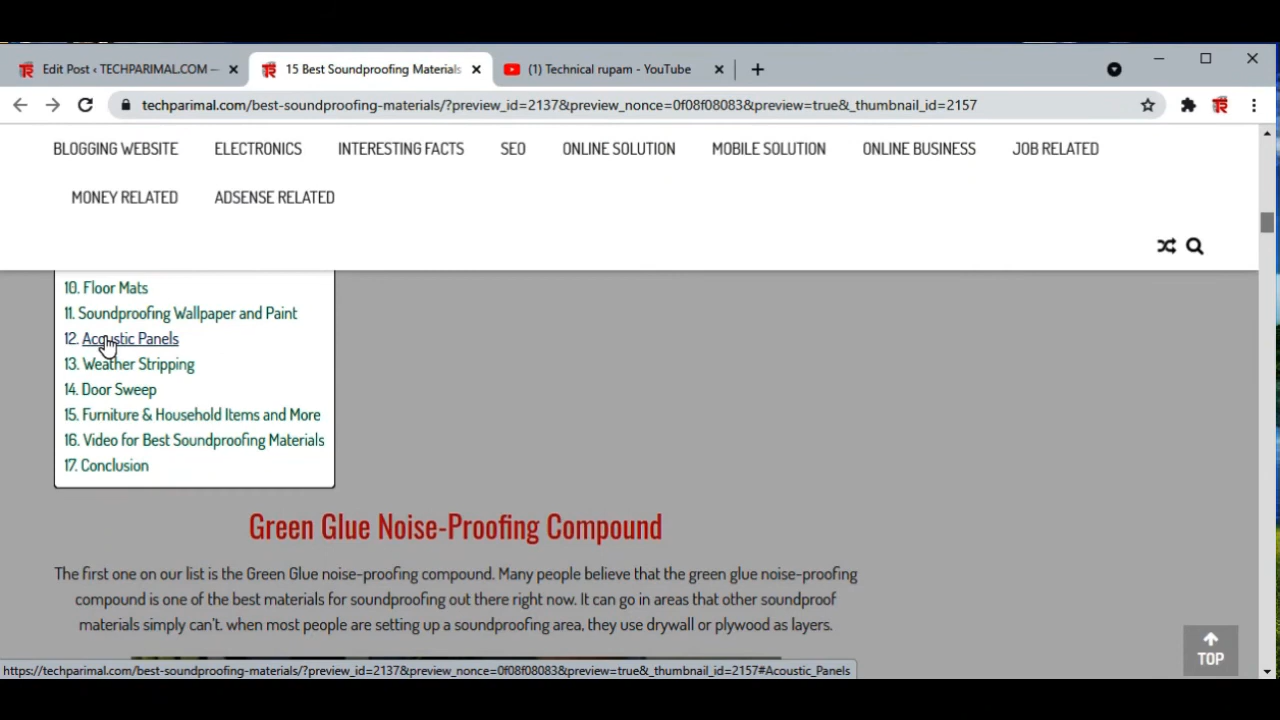 Edit Post ‹ TECHPARIMAL.COM —
15 Best Soundproofing Materials
(1) Technical rupam - YouTube
techparimal.com/best-soundproofing-materials/?preview_id=2137&preview_nonce=0f08f08083&preview=true&_thumbnail_id=2157
BLOGGING WEBSITE ELECTRONICS INTERESTING FACTS SEO ONLINE SOLUTION MOBILE SOLUTION ONLINE BUSINESS JOB RELATED
MONEY RELATED ADSENSE RELATED
10. Floor Mats
11. Soundproofing Wallpaper and Paint
12. Acoustic Panels
13. Weather Stripping
14. Door Sweep
15. Furniture & Household Items and More
16. Video for Best Soundproofing Materials
17. Conclusion
Green Glue Noise-Proofing Compound
The first one on our list is the Green Glue noise-proofing compound. Many people believe that the green glue noise-proofing
compound is one of the best materials for soundproofing out there right now. It can go in areas that other soundproof
materials simply can't. when most people are setting up a soundproofing area, they use drywall or plywood as layers.
TOP
https://techparimal.com/best-soundproofing-materials/?preview_id=2137&preview_nonce=0f08f08083&preview=true&_thumbnail_id=2157#Acoustic_Panels